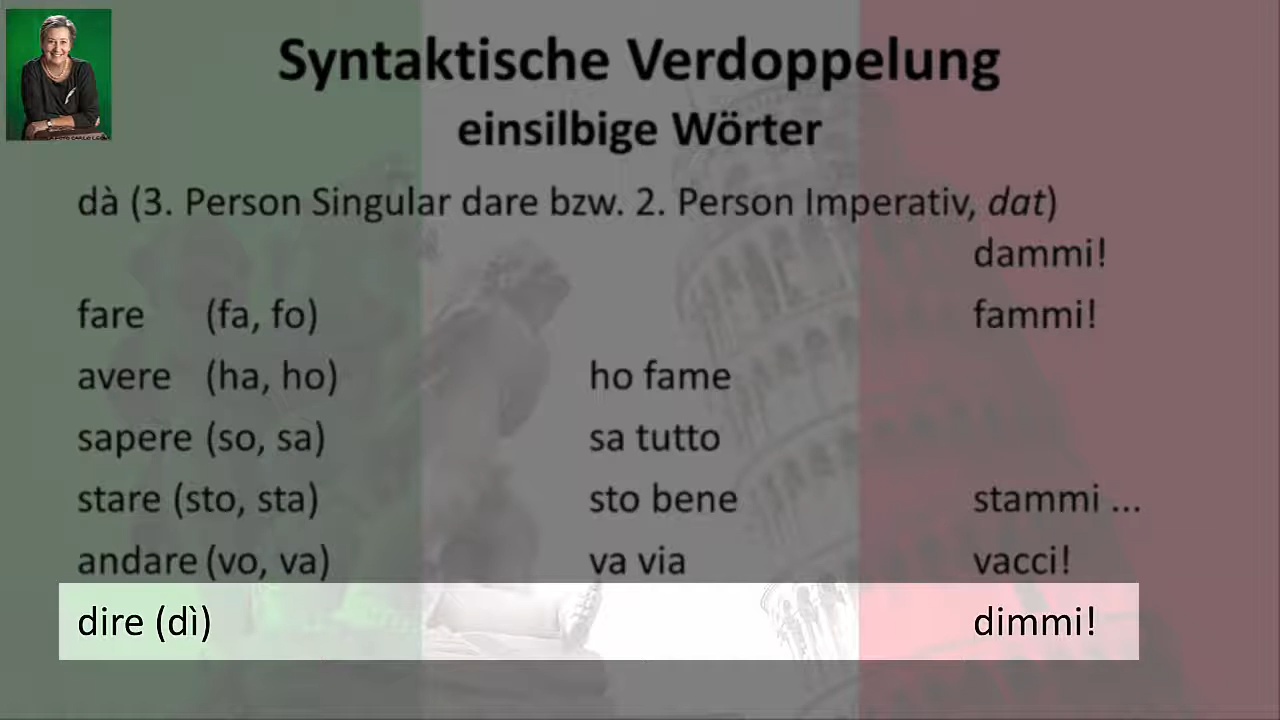 Syntaktische Verdoppelung
einsilbige Wörter
dà (3. Person Singular dare bzw. 2. Person Imperativ, dat)
dammi!
fare (fa, fo) fammi!
avere (ha, ho) ho fame
sapere (so, sa) sa tutto
stare (sto, sta) sto bene stammi ...
andare (vo, va) va via vacci!
dire (dì) dimmi!